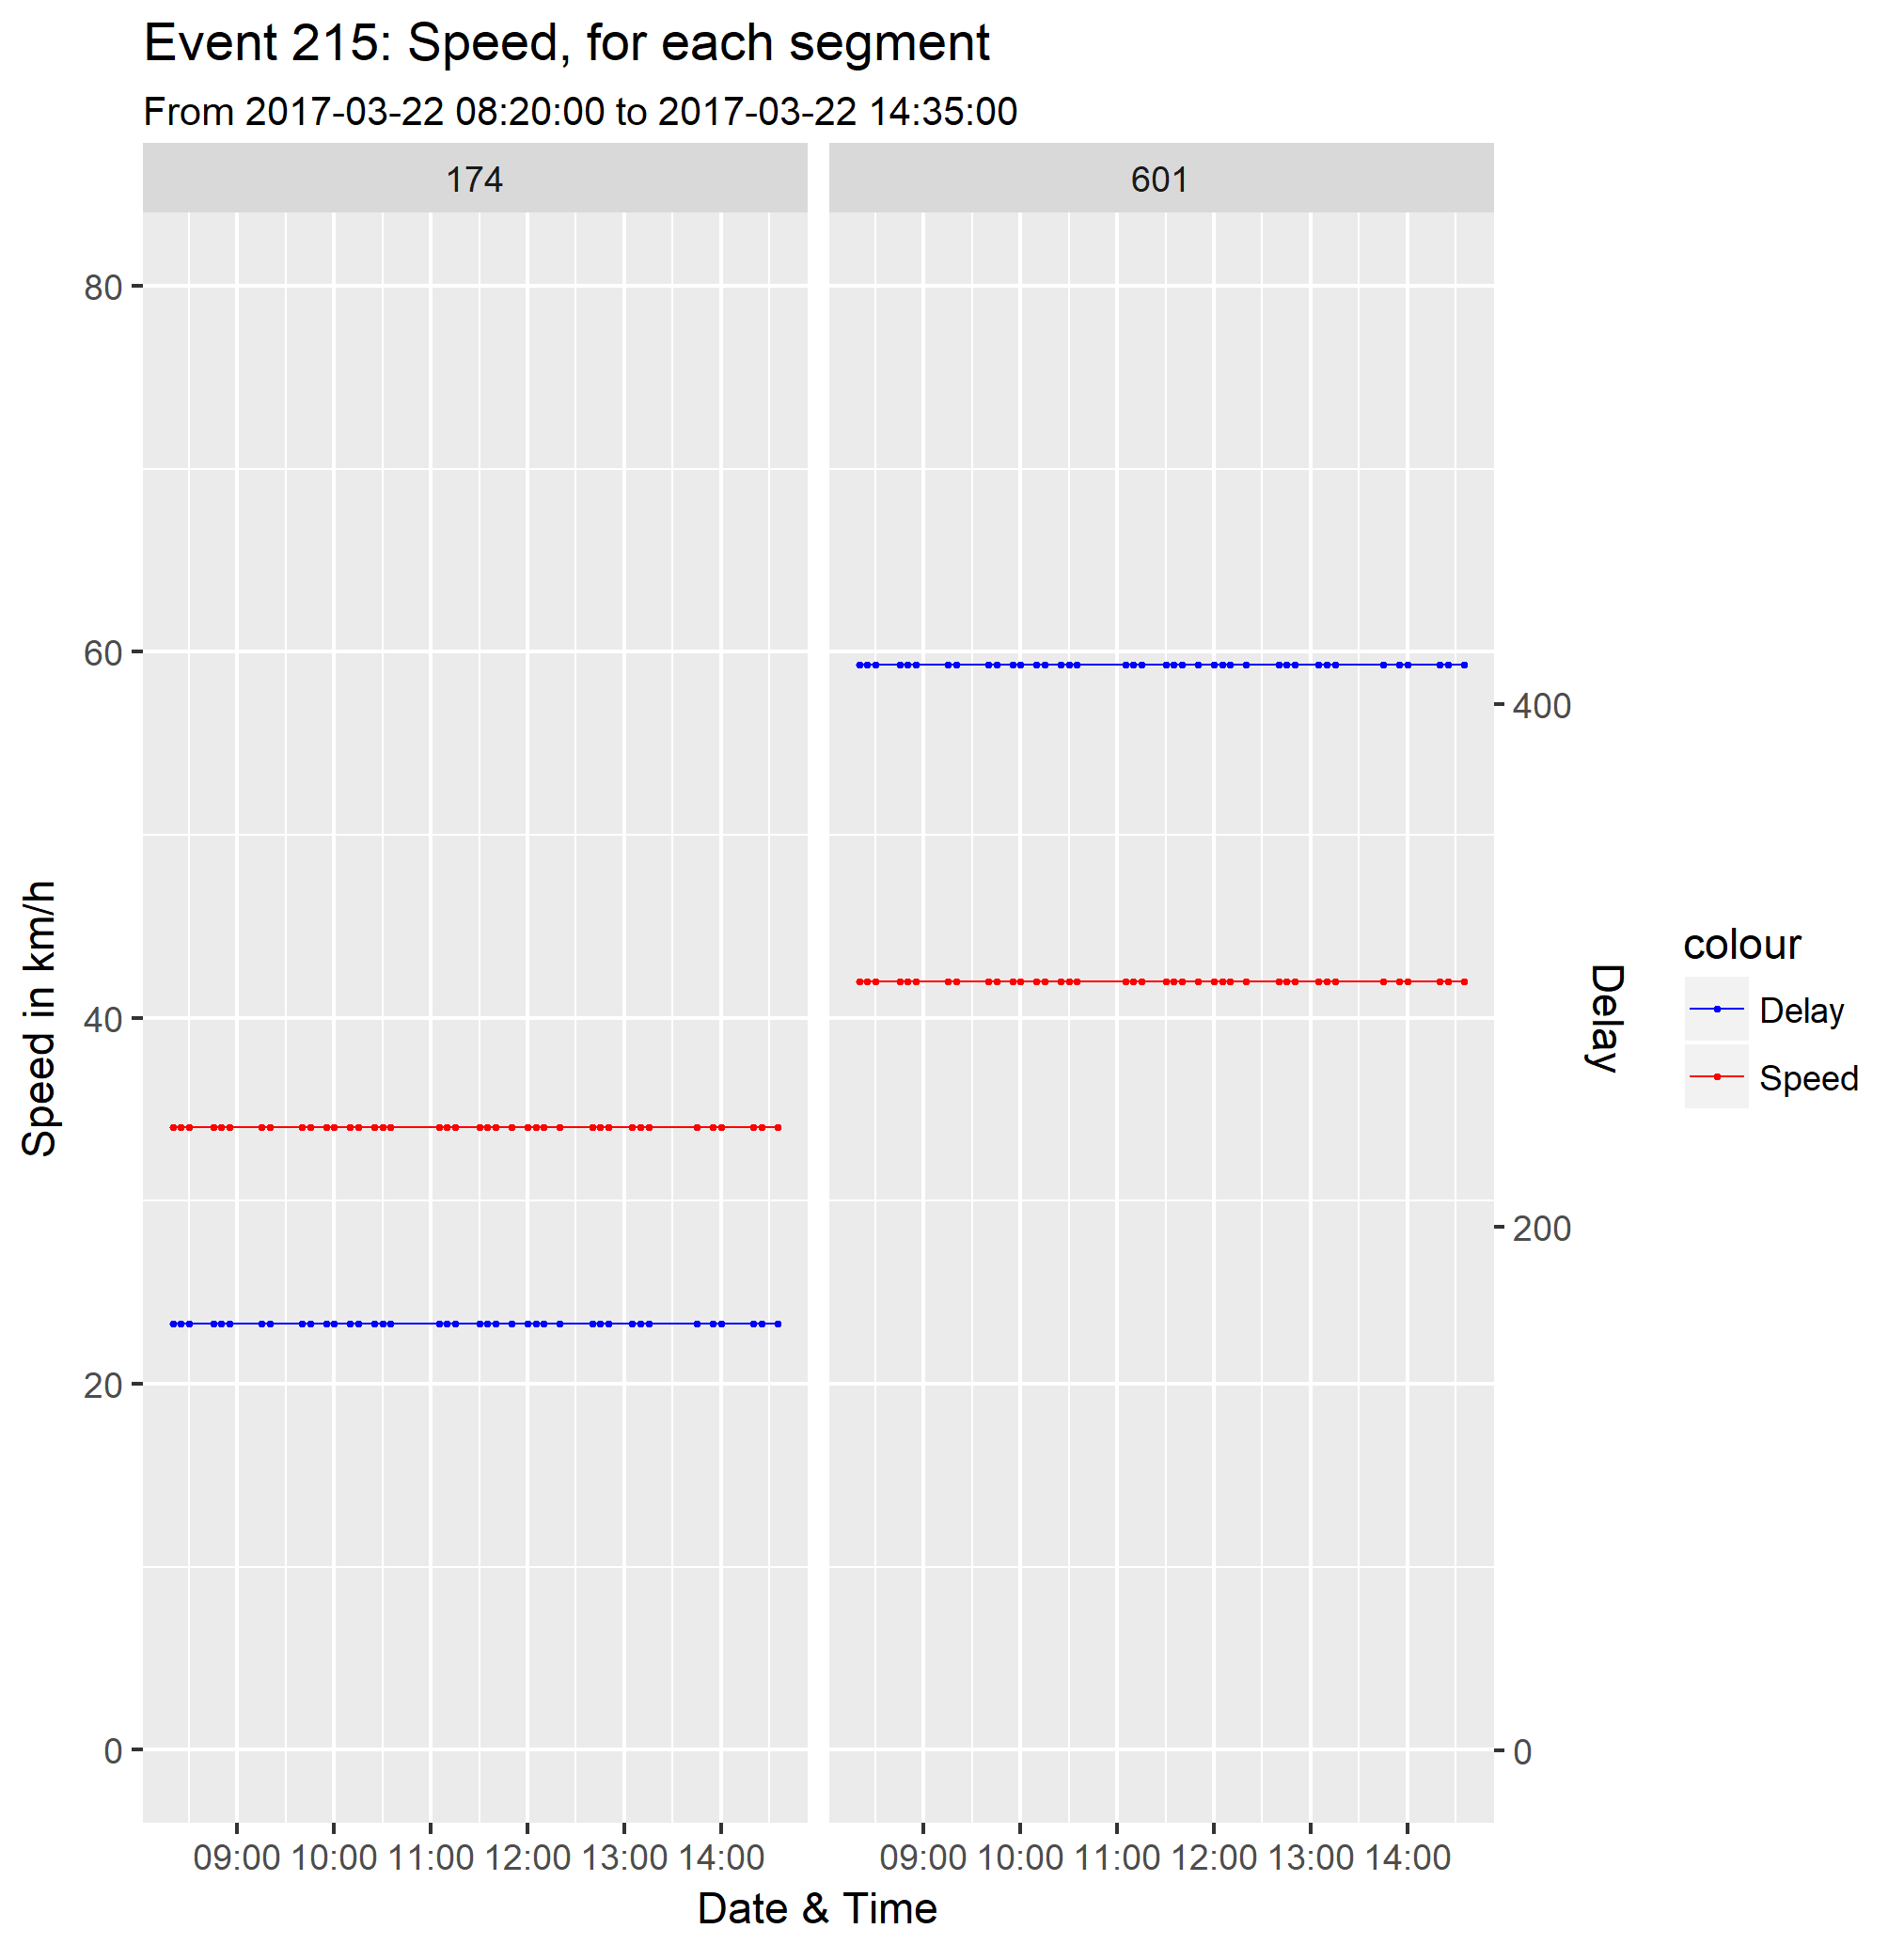 Event 215: Speed, for each segment
From 2017-03-22 08:20:00 to 2017-03-22 14:35:00
174
601
80
60
40
20
0
Speed in km/h
400
200
0
Delay
colour
Delay
Speed
09:00 10:00 11:00 12:00 13:00 14:00
09:00 10:00 11:00 12:00 13:00 14:00
Date & Time